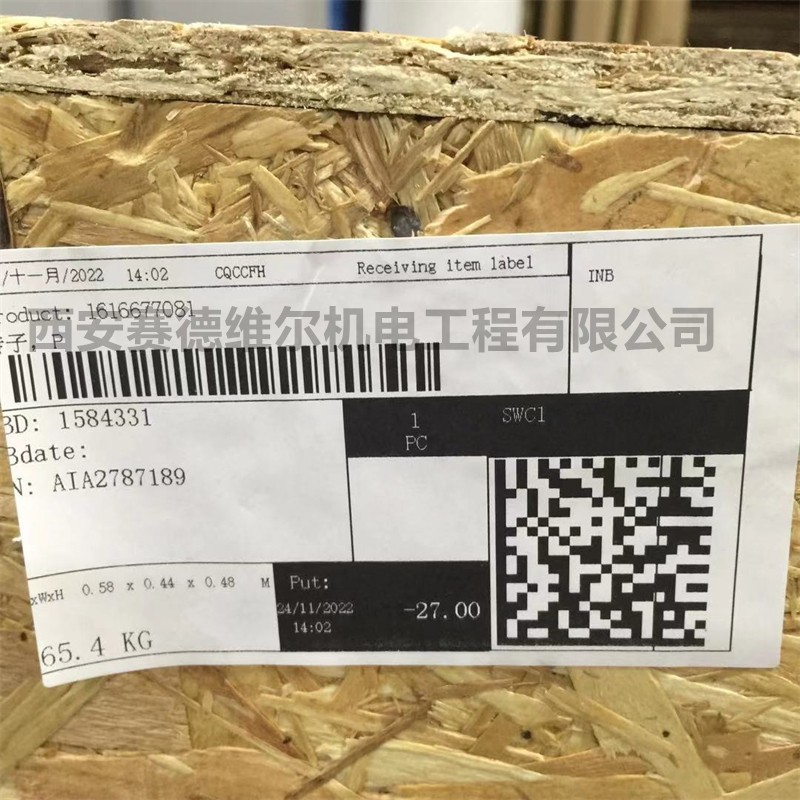 /十一月/2022 14:02 CQCCFH Receiving item label
INB
roduct: 1616677081
西安赛德维尔机电工程有限公司
子, P
BD: 1584331
1 PC
SWC1
Bdate:
N: AIA2787189
xWxH 0.58 x 0.44 x 0.48 M
Put:
24/11/2022
14:02
-27.00
65.4 KG